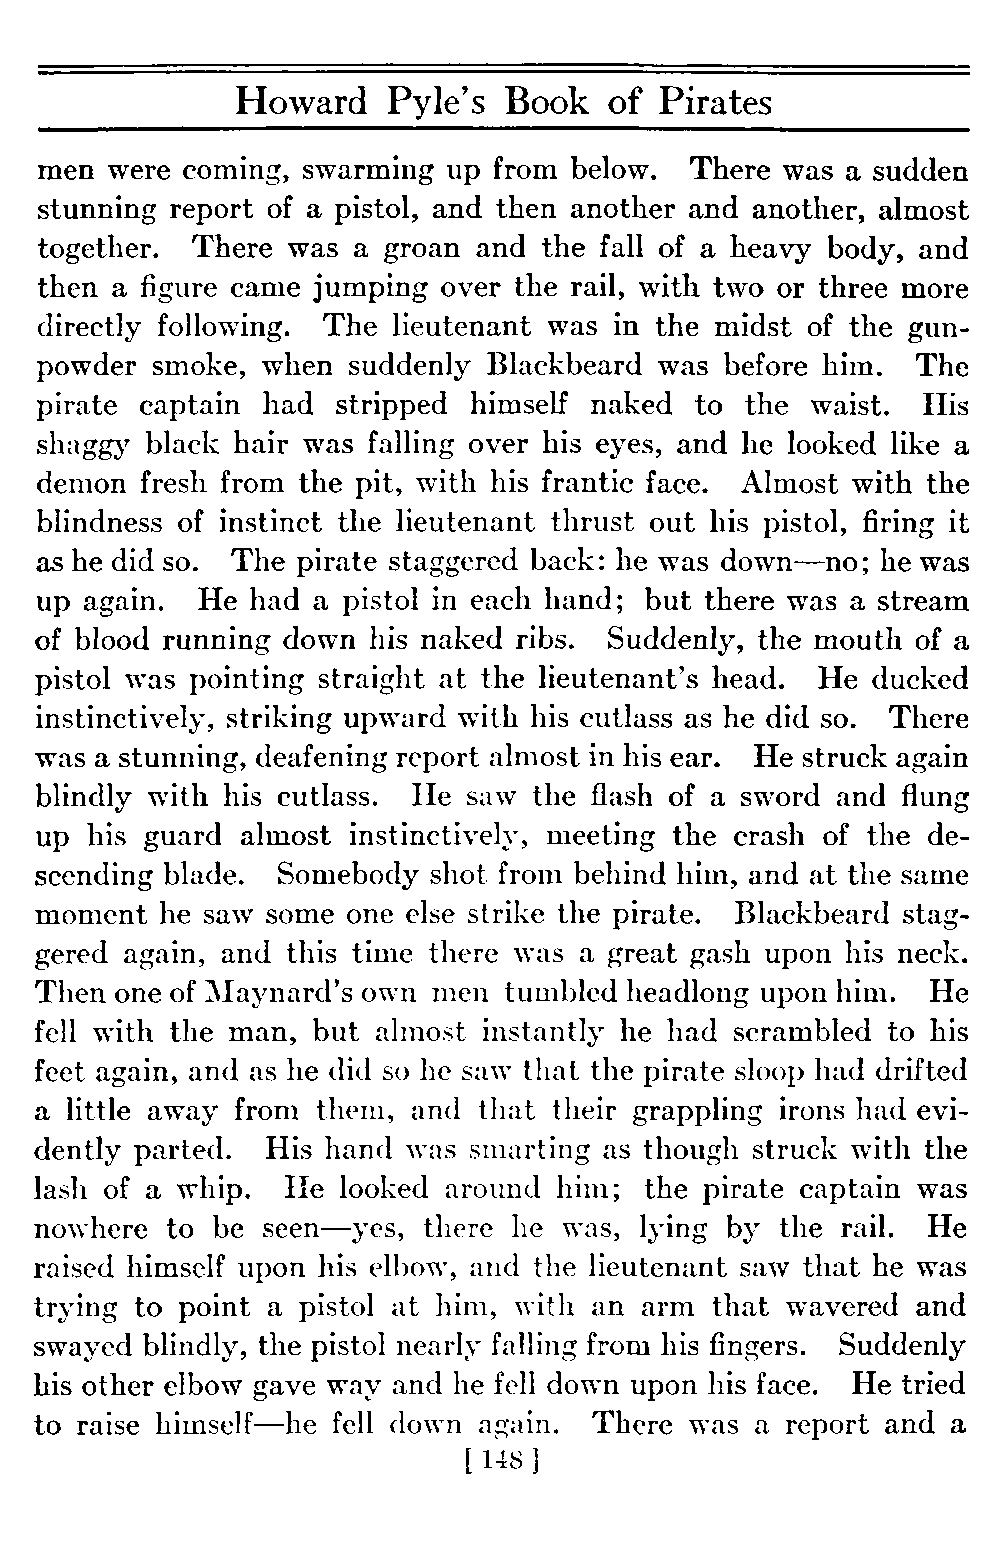 Howard Pyle's Book of Pirates
men were coming, swarming up from below. There was a sudden
stunning report of a pistol, and then another and another, almost
together. There was a groan and the fall of a heavy body, and
then a figure came jumping over the rail, with two or three more
directly following. The lieutenant was in the midst of the gun-
powder smoke, when suddenly Blackbeard was before him. The
pirate captain had stripped himself naked to the waist. His
shaggy black hair was falling over his eyes, and he looked like a
demon fresh from the pit, with his frantic face. Almost with the
blindness of instinct the lieutenant thrust out his pistol, firing it
as he did so. The pirate staggered back: he was down—no; he was
up again. He had a pistol in each hand; but there was a stream
of blood running down his naked ribs. Suddenly, the mouth of a
pistol was pointing straight at the lieutenant's head. He ducked
instinctively, striking upward with his cutlass as he did so. There
was a stunning, deafening report almost in his ear. He struck again
blindly with his cutlass. He saw the flash of a sword and flung
up his guard almost instinctively, meeting the crash of the de-
scending blade. Somebody shot from behind him, and at the same
moment he saw some one else strike the pirate. Blackbeard stag-
gered again, and this time there was a great gash upon his neck.
Then one of Maynard's own men tumbled headlong upon him. He
fell with the man, but almost instantly he had scrambled to his
feet again, and as he did so he saw that the pirate sloop had drifted
a little away from them, and that their grappling irons had evi-
dently parted. His hand was smarting as though struck with the
lash of a whip. He looked around him; the pirate captain was
nowhere to be seen—yes, there he was, lying by the rail. He
raised himself upon his elbow, and the lieutenant saw that he was
trying to point a pistol at him, with an arm that wavered and
swayed blindly, the pistol nearly falling from his fingers. Suddenly
his other elbow gave way and he fell down upon his face. He tried
to raise himself—he fell down again. There was a report and a
[ 148 ]